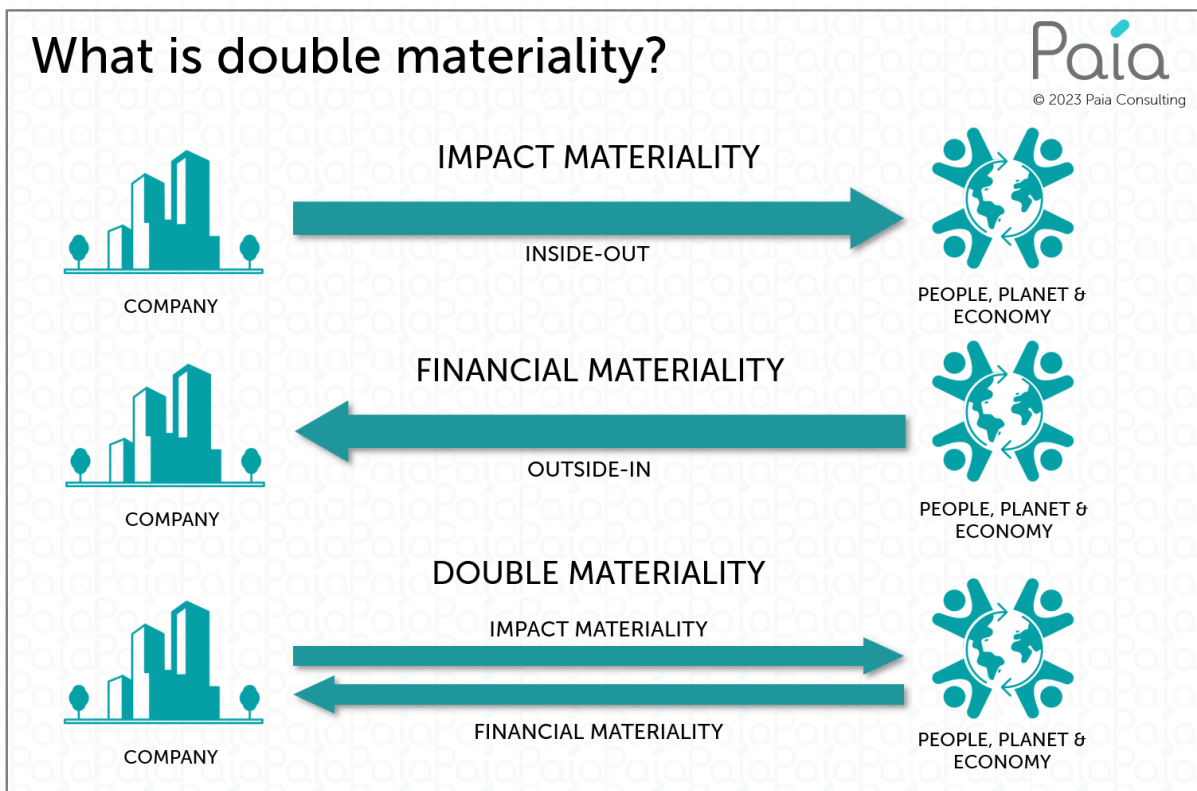 What is double materiality?
Paia
© 2023 Paia Consulting
IMPACT MATERIALITY
INSIDE-OUT
COMPANY
PEOPLE, PLANET &
ECONOMY
FINANCIAL MATERIALITY
OUTSIDE-IN
COMPANY
PEOPLE, PLANET &
ECONOMY
DOUBLE MATERIALITY
IMPACT MATERIALITY
FINANCIAL MATERIALITY
COMPANY
PEOPLE, PLANET &
ECONOMY